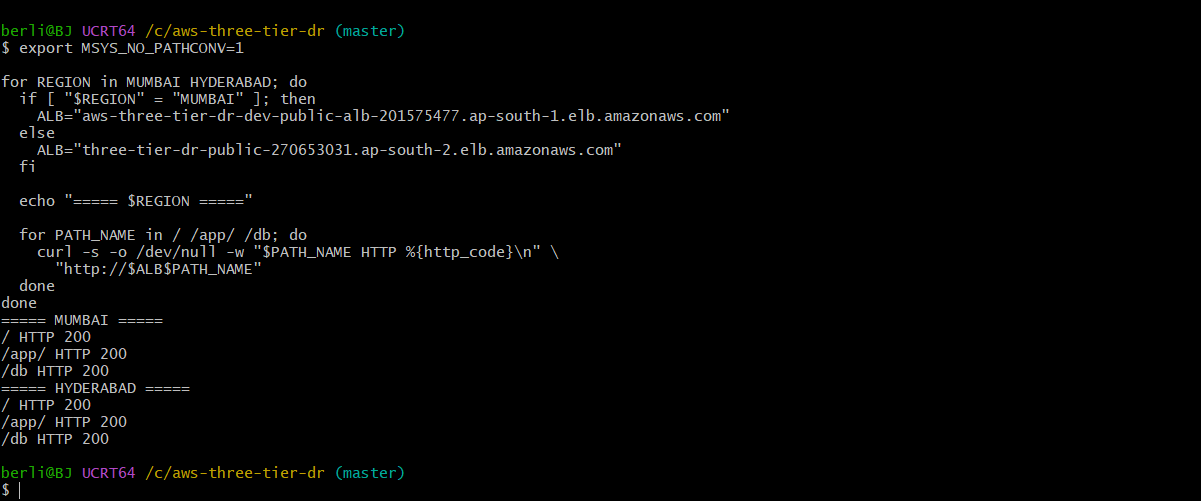 berli@BJ UCRT64 /c/aws-three-tier-dr (master)
$ export MSYS_NO_PATHCONV=1

for REGION in MUMBAI HYDERABAD; do
  if [ "$REGION" = "MUMBAI" ]; then
    ALB="aws-three-tier-dr-dev-public-alb-201575477.ap-south-1.elb.amazonaws.com"
  else
    ALB="three-tier-dr-public-270653031.ap-south-2.elb.amazonaws.com"
  fi

  echo "===== $REGION ====="

  for PATH_NAME in / /app/ /db; do
    curl -s -o /dev/null -w "$PATH_NAME HTTP %{http_code}\n" \
      "http://$ALB$PATH_NAME"
  done
done
===== MUMBAI =====
/ HTTP 200
/app/ HTTP 200
/db HTTP 200
===== HYDERABAD =====
/ HTTP 200
/app/ HTTP 200
/db HTTP 200

berli@BJ UCRT64 /c/aws-three-tier-dr (master)
$